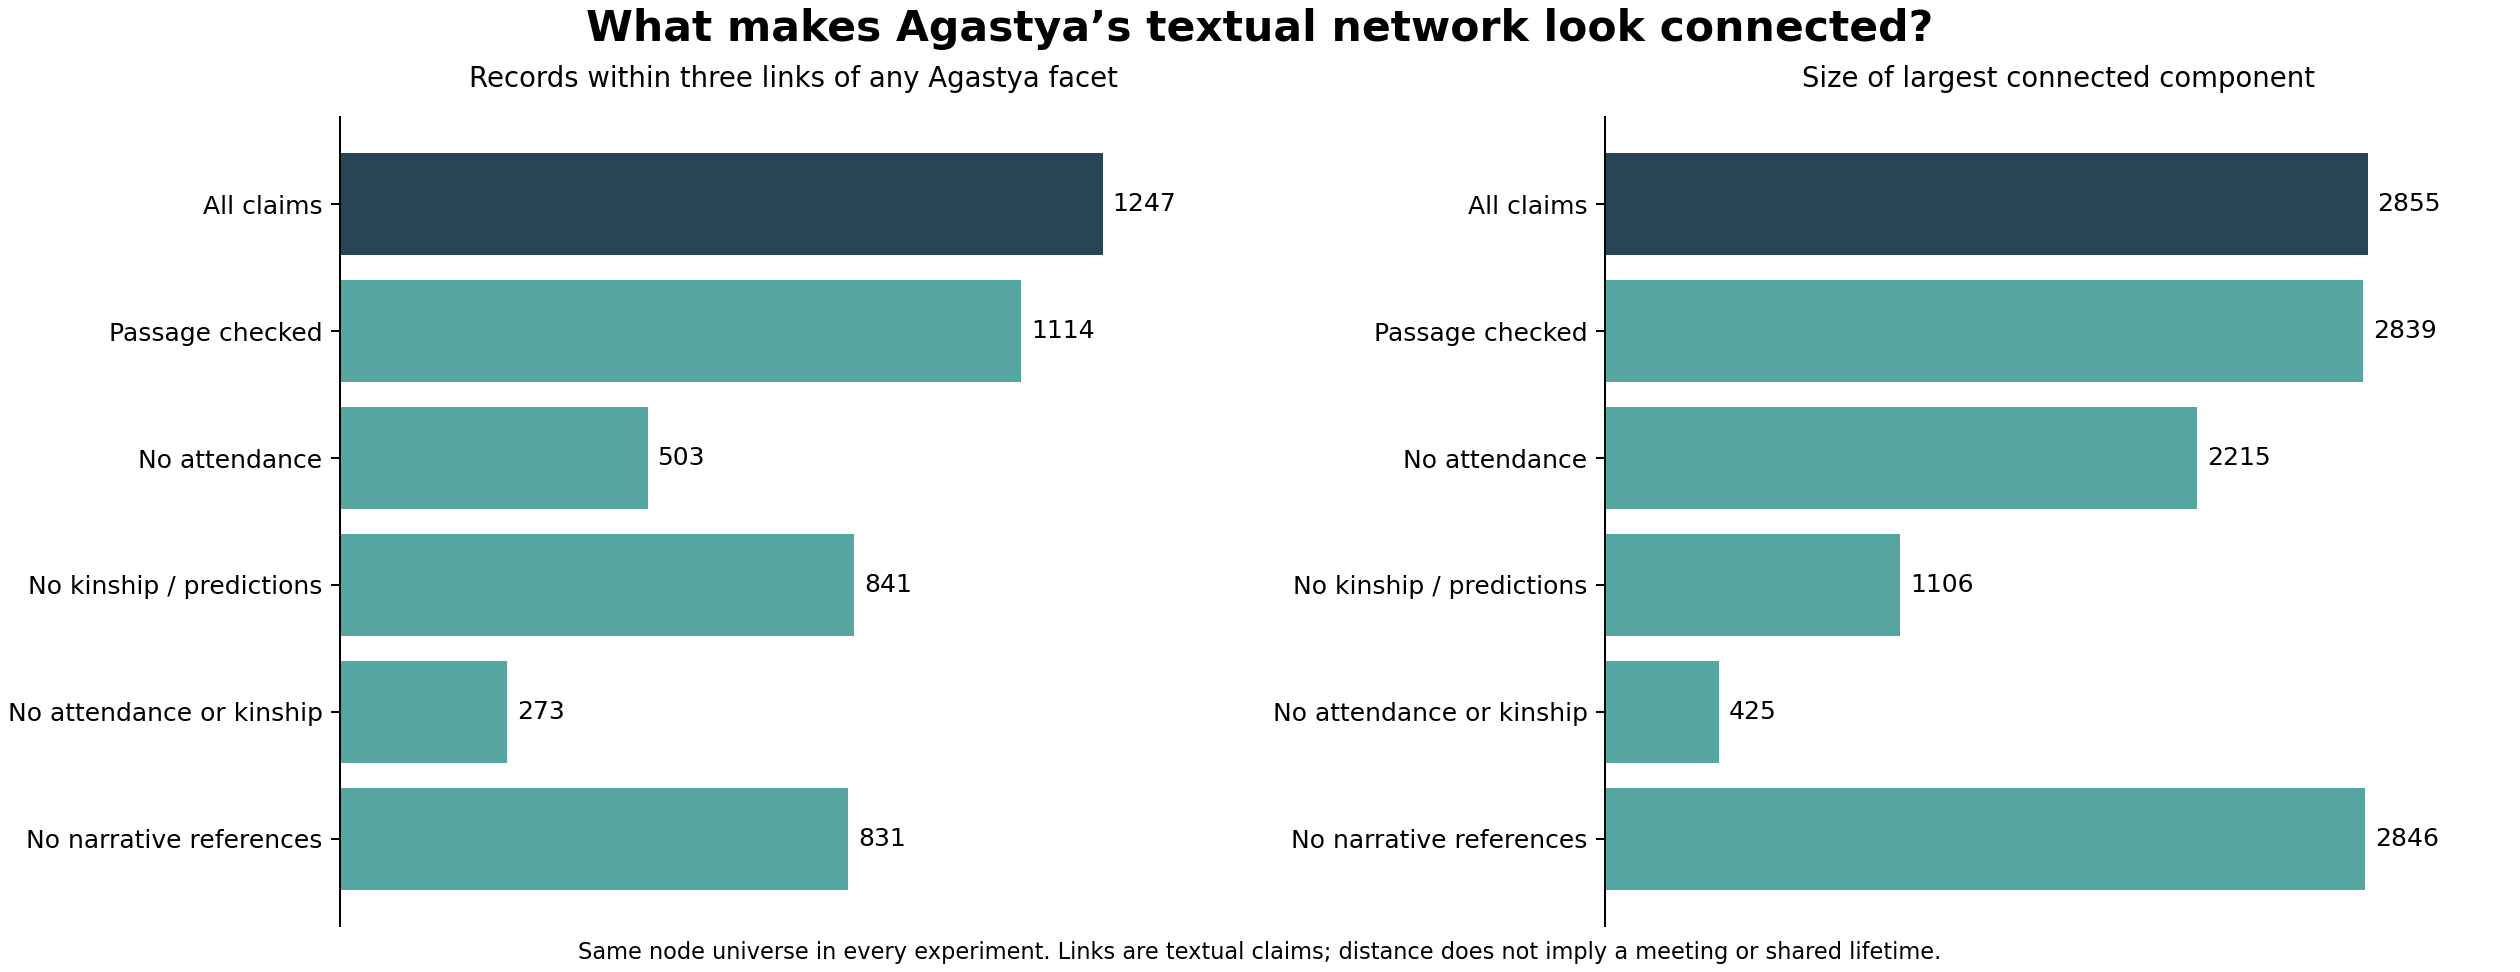 What makes Agastya’s textual network look connected?
Records within three links of any Agastya facet
All claims 1247
Passage checked 1114
No attendance 503
No kinship / predictions 841
No attendance or kinship 273
No narrative references 831
Size of largest connected component
All claims 2855
Passage checked 2839
No attendance 2215
No kinship / predictions 1106
No attendance or kinship 425
No narrative references 2846
Same node universe in every experiment. Links are textual claims; distance does not imply a meeting or shared lifetime.